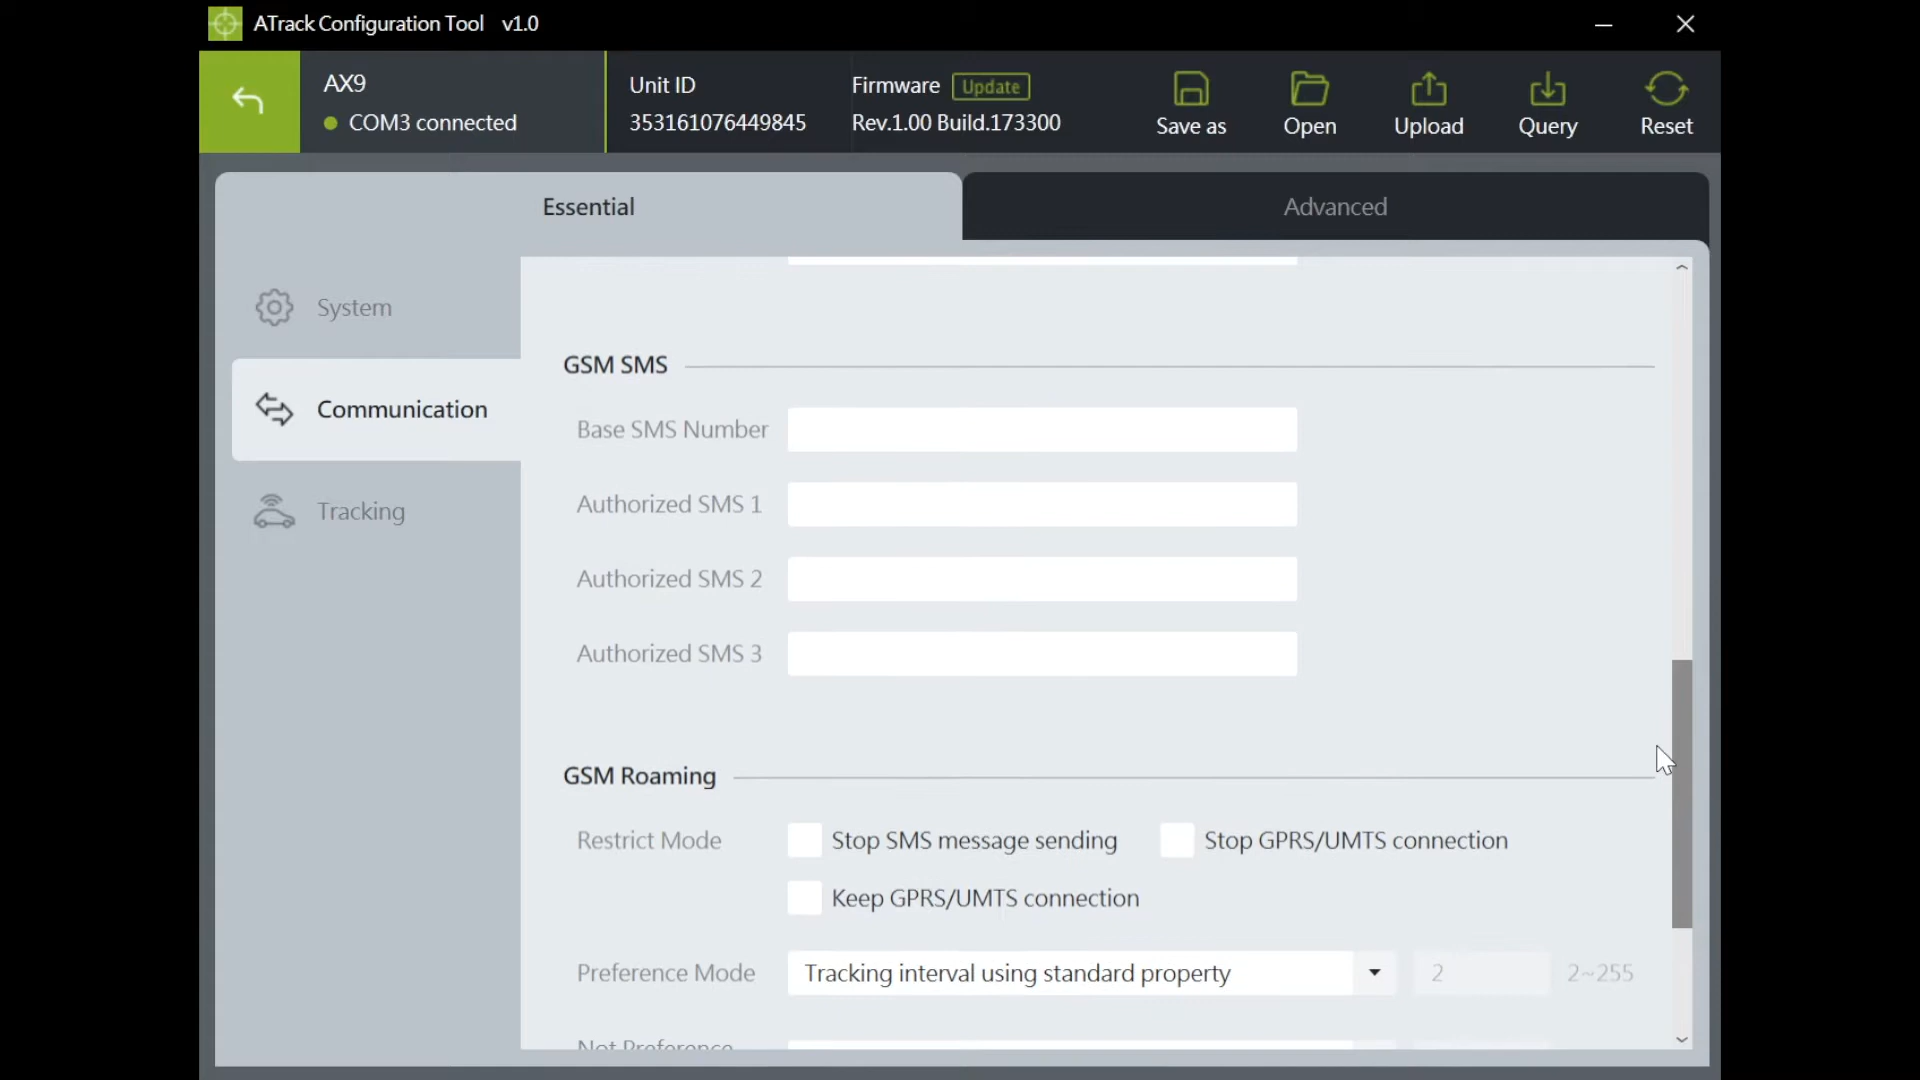 ATrack Configuration Tool v1.0
AX9
COM3 connected
Unit ID
353161076449845
Firmware Update
Rev.1.00 Build.173300
Save as
Open
Upload
Query
Reset
Essential
Advanced
System
Communication
Tracking
GSM SMS
Base SMS Number
Authorized SMS 1
Authorized SMS 2
Authorized SMS 3
GSM Roaming
Restrict Mode
Stop SMS message sending
Stop GPRS/UMTS connection
Keep GPRS/UMTS connection
Preference Mode
Tracking interval using standard property
2
2~255
Not Preference